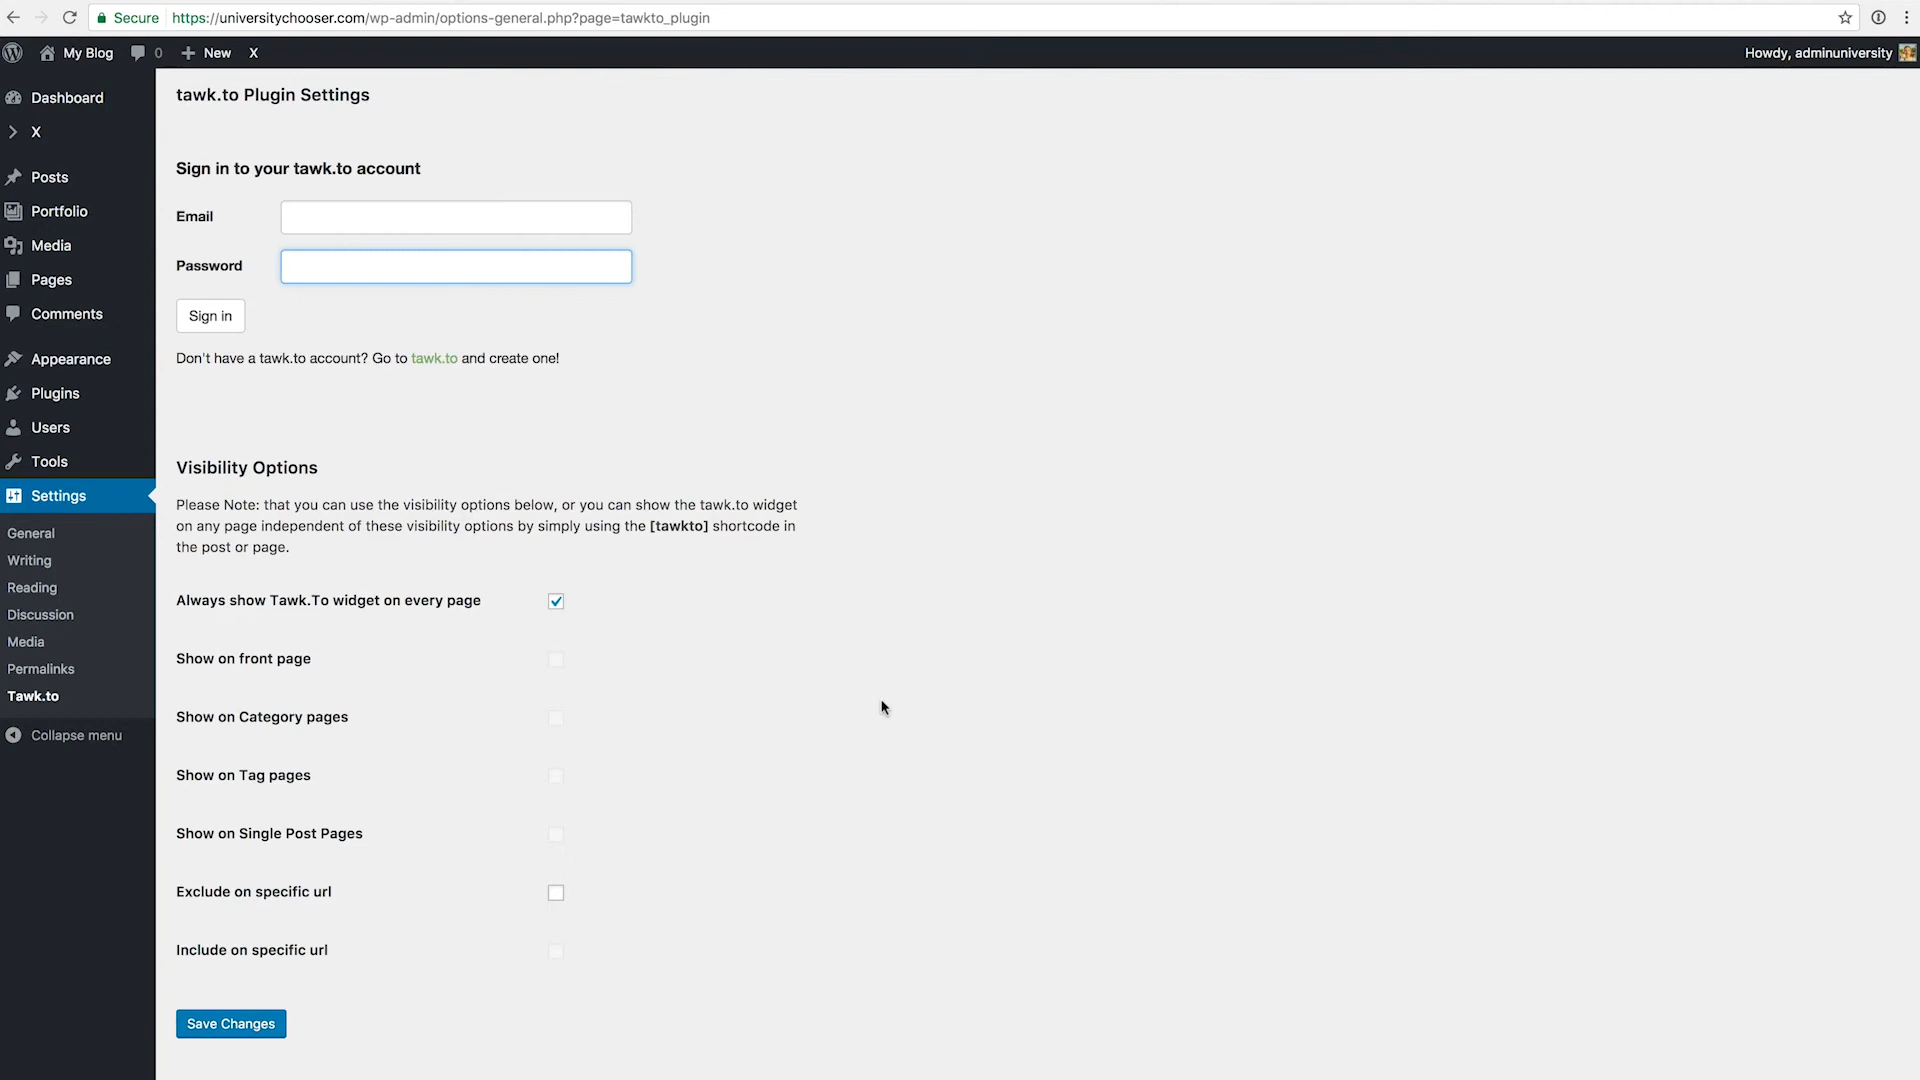 Secure https://universitychooser.com/wp-admin/options-general.php?page=tawkto_plugin
My Blog 0 New X Howdy, adminuniversity
Dashboard
X
Posts
Portfolio
Media
Pages
Comments
Appearance
Plugins
Users
Tools
Settings
General
Writing
Reading
Discussion
Media
Permalinks
Tawk.to
Collapse menu
tawk.to Plugin Settings
Sign in to your tawk.to account
Email
Password
Sign in
Don't have a tawk.to account? Go to tawk.to and create one!
Visibility Options
Please Note: that you can use the visibility options below, or you can show the tawk.to widget
on any page independent of these visibility options by simply using the [tawkto] shortcode in
the post or page.
Always show Tawk.To widget on every page
Show on front page
Show on Category pages
Show on Tag pages
Show on Single Post Pages
Exclude on specific url
Include on specific url
Save Changes